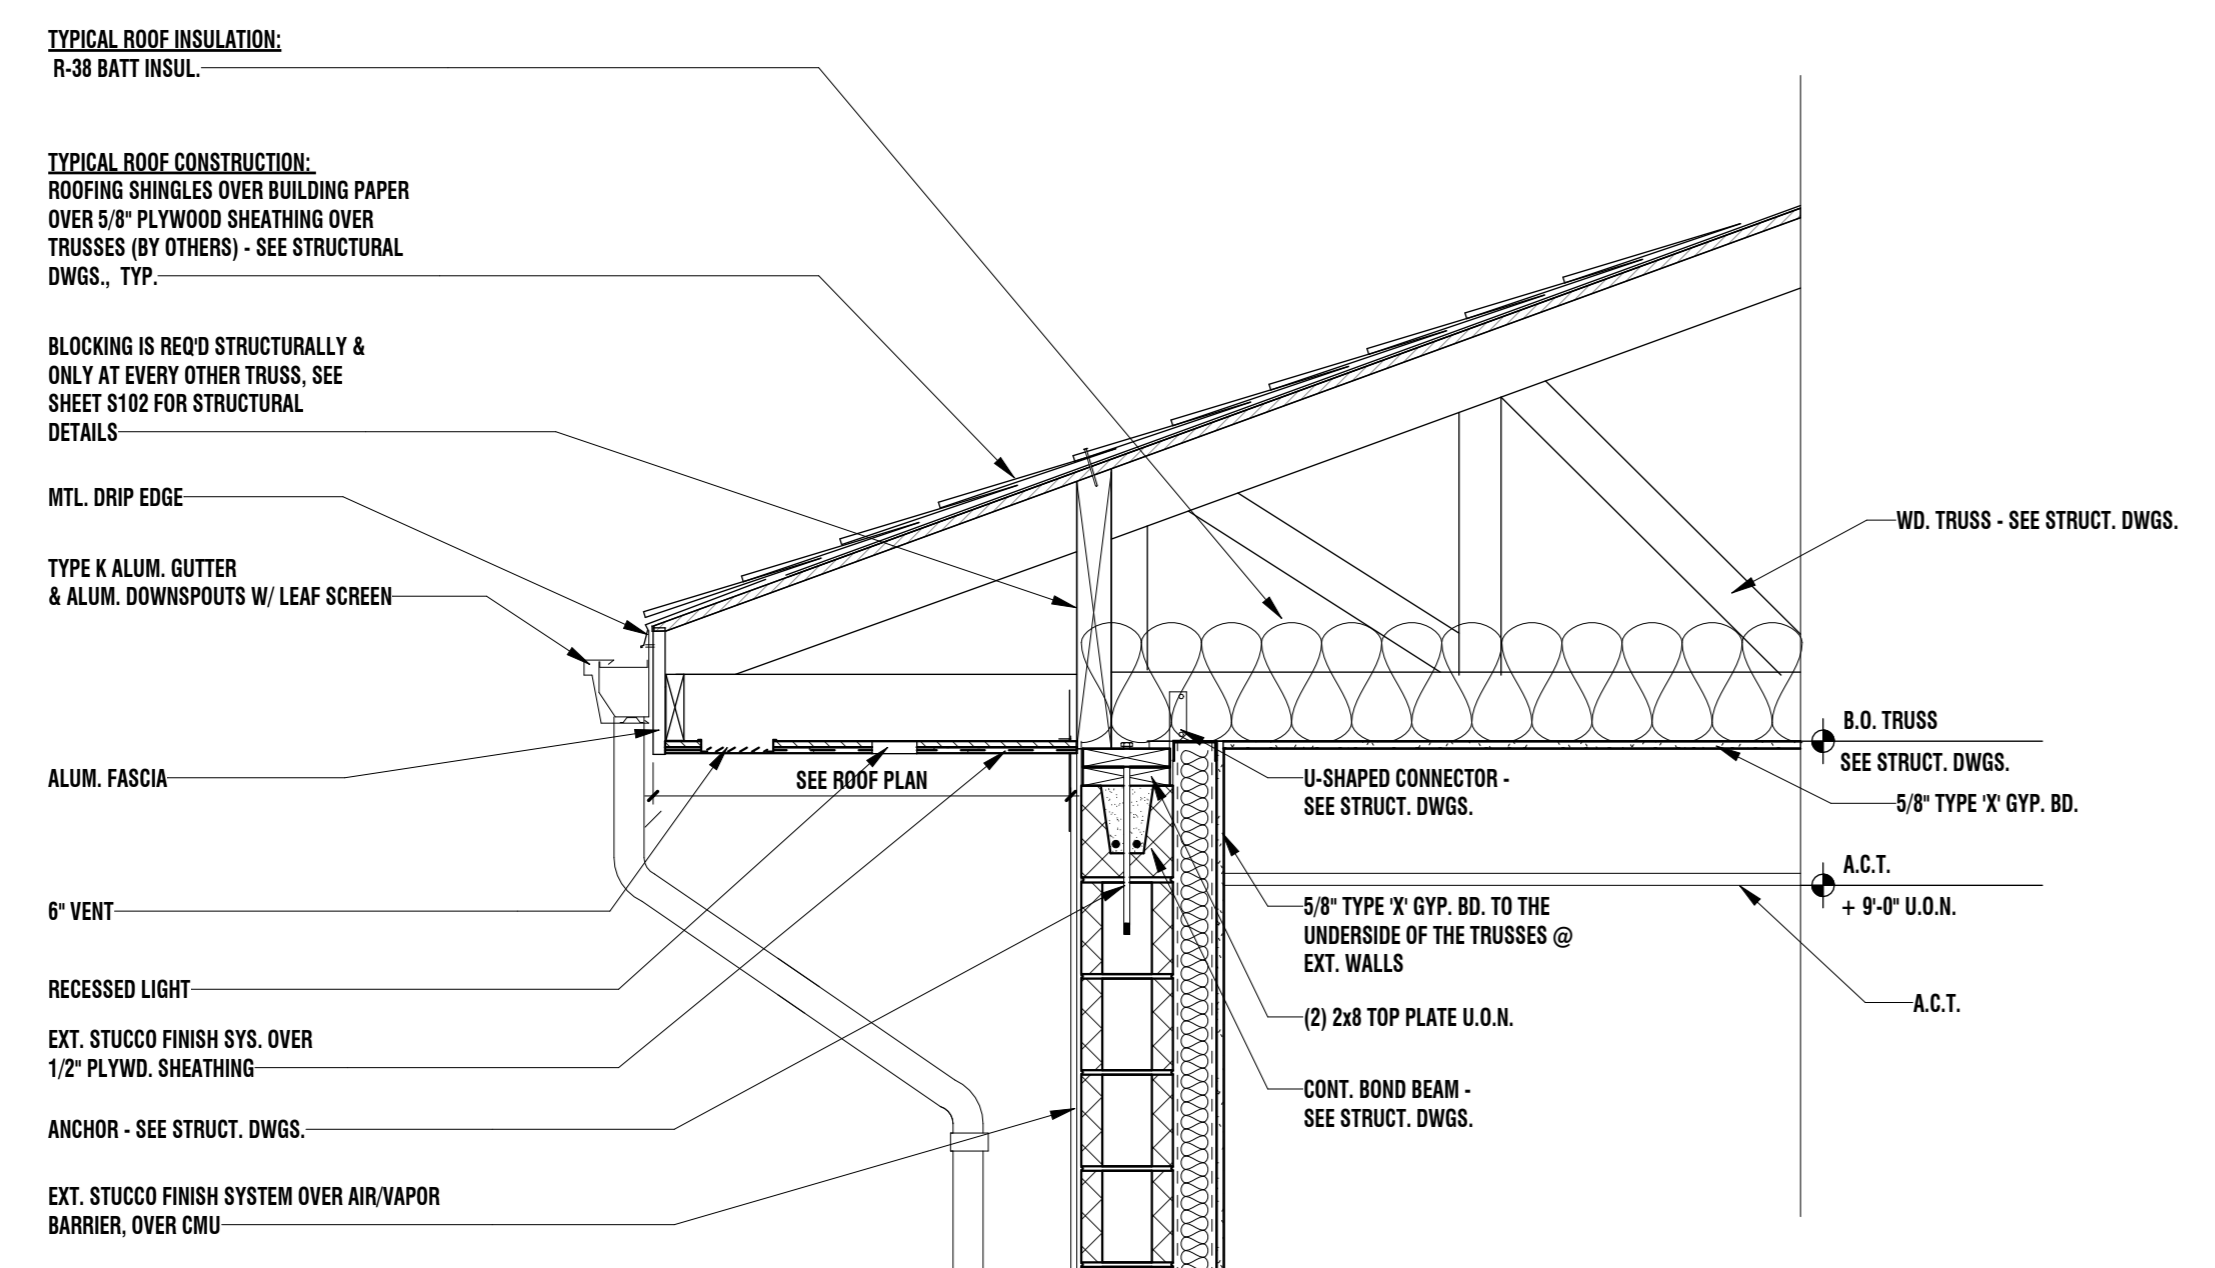 TYPICAL ROOF INSULATION:
R-38 BATT INSUL.
TYPICAL ROOF CONSTRUCTION:
ROOFING SHINGLES OVER BUILDING PAPER
OVER 5/8" PLYWOOD SHEATHING OVER
TRUSSES (BY OTHERS) - SEE STRUCTURAL
DWGS., TYP.
BLOCKING IS REQ'D STRUCTURALLY &
ONLY AT EVERY OTHER TRUSS, SEE
SHEET S102 FOR STRUCTURAL
DETAILS
MTL. DRIP EDGE
TYPE K ALUM. GUTTER
& ALUM. DOWNSPOUTS W/ LEAF SCREEN
ALUM. FASCIA
6" VENT
RECESSED LIGHT
EXT. STUCCO FINISH SYS. OVER
1/2" PLYWD. SHEATHING
ANCHOR - SEE STRUCT. DWGS.
EXT. STUCCO FINISH SYSTEM OVER AIR/VAPOR
BARRIER, OVER CMU
SEE ROOF PLAN
U-SHAPED CONNECTOR -
SEE STRUCT. DWGS.
5/8" TYPE 'X' GYP. BD. TO THE
UNDERSIDE OF THE TRUSSES @
EXT. WALLS
(2) 2x8 TOP PLATE U.O.N.
CONT. BOND BEAM -
SEE STRUCT. DWGS.
WD. TRUSS - SEE STRUCT. DWGS.
B.O. TRUSS
SEE STRUCT. DWGS.
5/8" TYPE 'X' GYP. BD.
A.C.T.
+ 9'-0" U.O.N.
A.C.T.